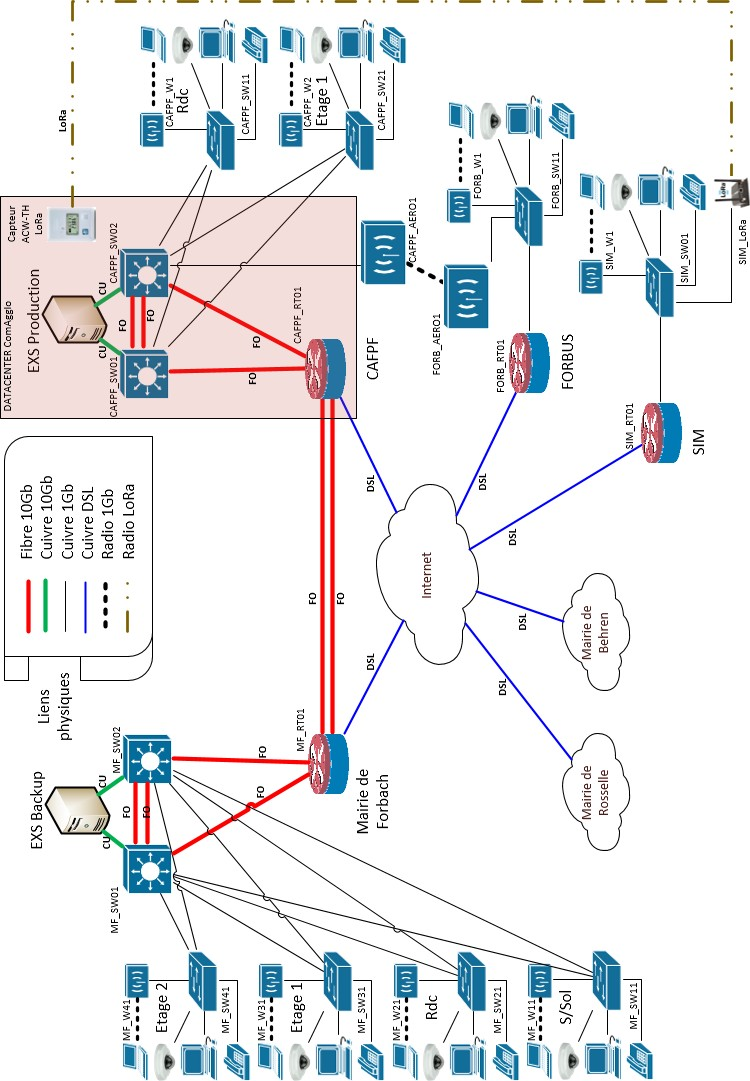 Liens
physiques
Fibre 10Gb
Cuivre 10Gb
Cuivre 1Gb
Cuivre DSL
Radio 1Gb
Radio LoRa
EXS Backup
CU
CU
MF_SW01
MF_SW02
FO
FO
FO
FO
MF_RT01
Mairie de
Forbach
MF_W41
Etage 2
MF_SW41
MF_W31
Etage 1
MF_SW31
MF_W21
Rdc
MF_SW21
MF_W11
S/Sol
MF_SW11
FO
FO
DATACENTER ComAgglo
EXS Production
CU
CU
CAFPF_SW01
CAFPF_SW02
FO
FO
FO
FO
CAFPF_RT01
CAFPF
Capteur
ACW-TH
LoRa
LoRa
CAFPF_W1
Rdc
CAFPF_SW11
CAFPF_W2
Etage 1
CAFPF_SW21
CAFPF_AERO1
FORB_AERO1
FORB_W1
FORB_SW11
FORB_RT01
FORBUS
SIM_W1
SIM_SW01
SIM_LoRa
LoRa
SIM_RT01
SIM
Internet
DSL
DSL
DSL
DSL
DSL
DSL
Mairie de
Behren
Mairie de
Rosselle